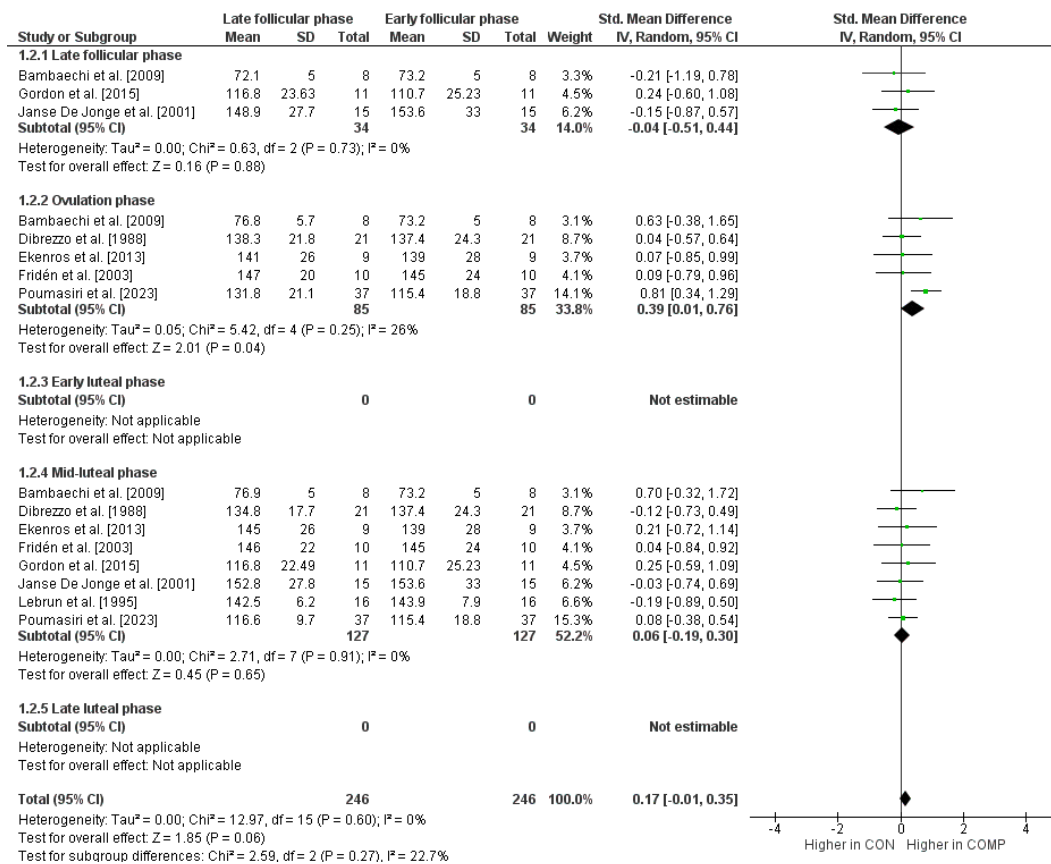 Late follicular phase Early follicular phase Std. Mean Difference Std. Mean Difference
Study or Subgroup Mean SD Total Mean SD Total Weight IV, Random, 95% CI IV, Random, 95% CI
1.2.1 Late follicular phase
Bambaechi et al. [2009] 72.1 5 8 73.2 5 8 3.3% -0.21 [-1.19, 0.78]
Gordon et al. [2015] 116.8 23.63 11 110.7 25.23 11 4.5% 0.24 [-0.60, 1.08]
Janse De Jonge et al. [2001] 148.9 27.7 15 153.6 33 15 6.2% -0.15 [-0.87, 0.57]
Subtotal (95% CI) 34 34 14.0% -0.04 [-0.51, 0.44]
Heterogeneity: Tau² = 0.00; Chi² = 0.63, df = 2 (P = 0.73); I² = 0%
Test for overall effect: Z = 0.16 (P = 0.88)
1.2.2 Ovulation phase
Bambaechi et al. [2009] 76.8 5.7 8 73.2 5 8 3.1% 0.63 [-0.38, 1.65]
Dibrezzo et al. [1988] 138.3 21.8 21 137.4 24.3 21 8.7% 0.04 [-0.57, 0.64]
Ekenros et al. [2013] 141 26 9 139 28 9 3.8% 0.07 [-0.85, 0.99]
Fridén et al. [2003] 147 20 10 145 24 10 4.1% 0.09 [-0.79, 0.96]
Poumasiri et al. [2023] 131.8 21.1 37 115.4 18.8 37 14.1% 0.81 [0.34, 1.29]
Subtotal (95% CI) 85 85 33.8% 0.39 [0.01, 0.76]
Heterogeneity: Tau² = 0.05; Chi² = 5.42, df = 4 (P = 0.25); I² = 26%
Test for overall effect: Z = 2.01 (P = 0.04)
1.2.3 Early luteal phase
Subtotal (95% CI) 0 0 Not estimable
Heterogeneity: Not applicable
Test for overall effect: Not applicable
1.2.4 Mid-luteal phase
Bambaechi et al. [2009] 76.9 5 8 73.2 5 8 3.1% 0.70 [-0.32, 1.72]
Dibrezzo et al. [1988] 134.8 17.7 21 137.4 24.3 21 8.7% -0.12 [-0.73, 0.49]
Ekenros et al. [2013] 145 26 9 139 28 9 3.7% 0.21 [-0.72, 1.14]
Fridén et al. [2003] 146 22 10 145 24 10 4.1% 0.04 [-0.84, 0.92]
Gordon et al. [2015] 116.8 22.49 11 110.7 25.23 11 4.5% 0.25 [-0.59, 1.09]
Janse De Jonge et al. [2001] 152.8 27.8 15 153.6 33 15 6.2% -0.03 [-0.74, 0.69]
Lebrun et al. [1995] 142.5 6.2 16 143.9 7.9 16 6.6% -0.19 [-0.89, 0.50]
Poumasiri et al. [2023] 116.6 9.7 37 115.4 18.8 37 15.3% 0.08 [-0.38, 0.54]
Subtotal (95% CI) 127 127 52.2% 0.06 [-0.19, 0.30]
Heterogeneity: Tau² = 0.00; Chi² = 2.71, df = 7 (P = 0.91); I² = 0%
Test for overall effect: Z = 0.45 (P = 0.65)
1.2.5 Late luteal phase
Subtotal (95% CI) 0 0 Not estimable
Heterogeneity: Not applicable
Test for overall effect: Not applicable
Total (95% CI) 246 246 100.0% 0.17 [-0.01, 0.35]
Heterogeneity: Tau² = 0.00; Chi² = 12.97, df = 15 (P = 0.60); I² = 0%
Test for overall effect: Z = 1.85 (P = 0.06)
Test for subgroup differences: Chi² = 2.59, df = 2 (P = 0.27), I² = 22.7%
-4 -2 0 2 4
Higher in CON Higher in COMP